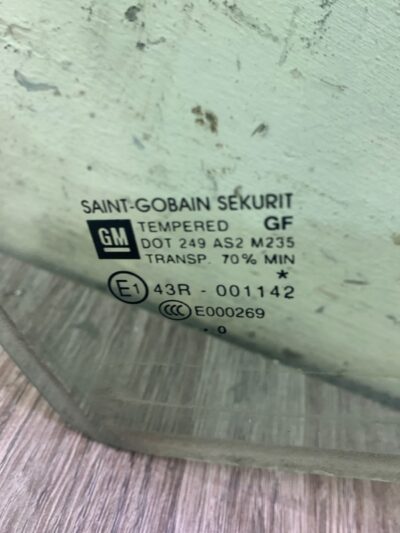 SAINT-GOBAIN SEKURIT
GM TEMPERED GF
DOT 249 AS2 M235
TRANSP. 70% MIN
*
E1 43R - 001142
CCC E000269
. 0